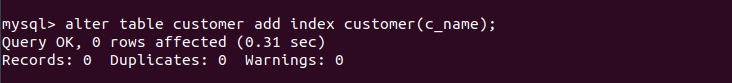 mysql> alter table customer add index customer(c_name);
Query OK, 0 rows affected (0.31 sec)
Records: 0  Duplicates: 0  Warnings: 0